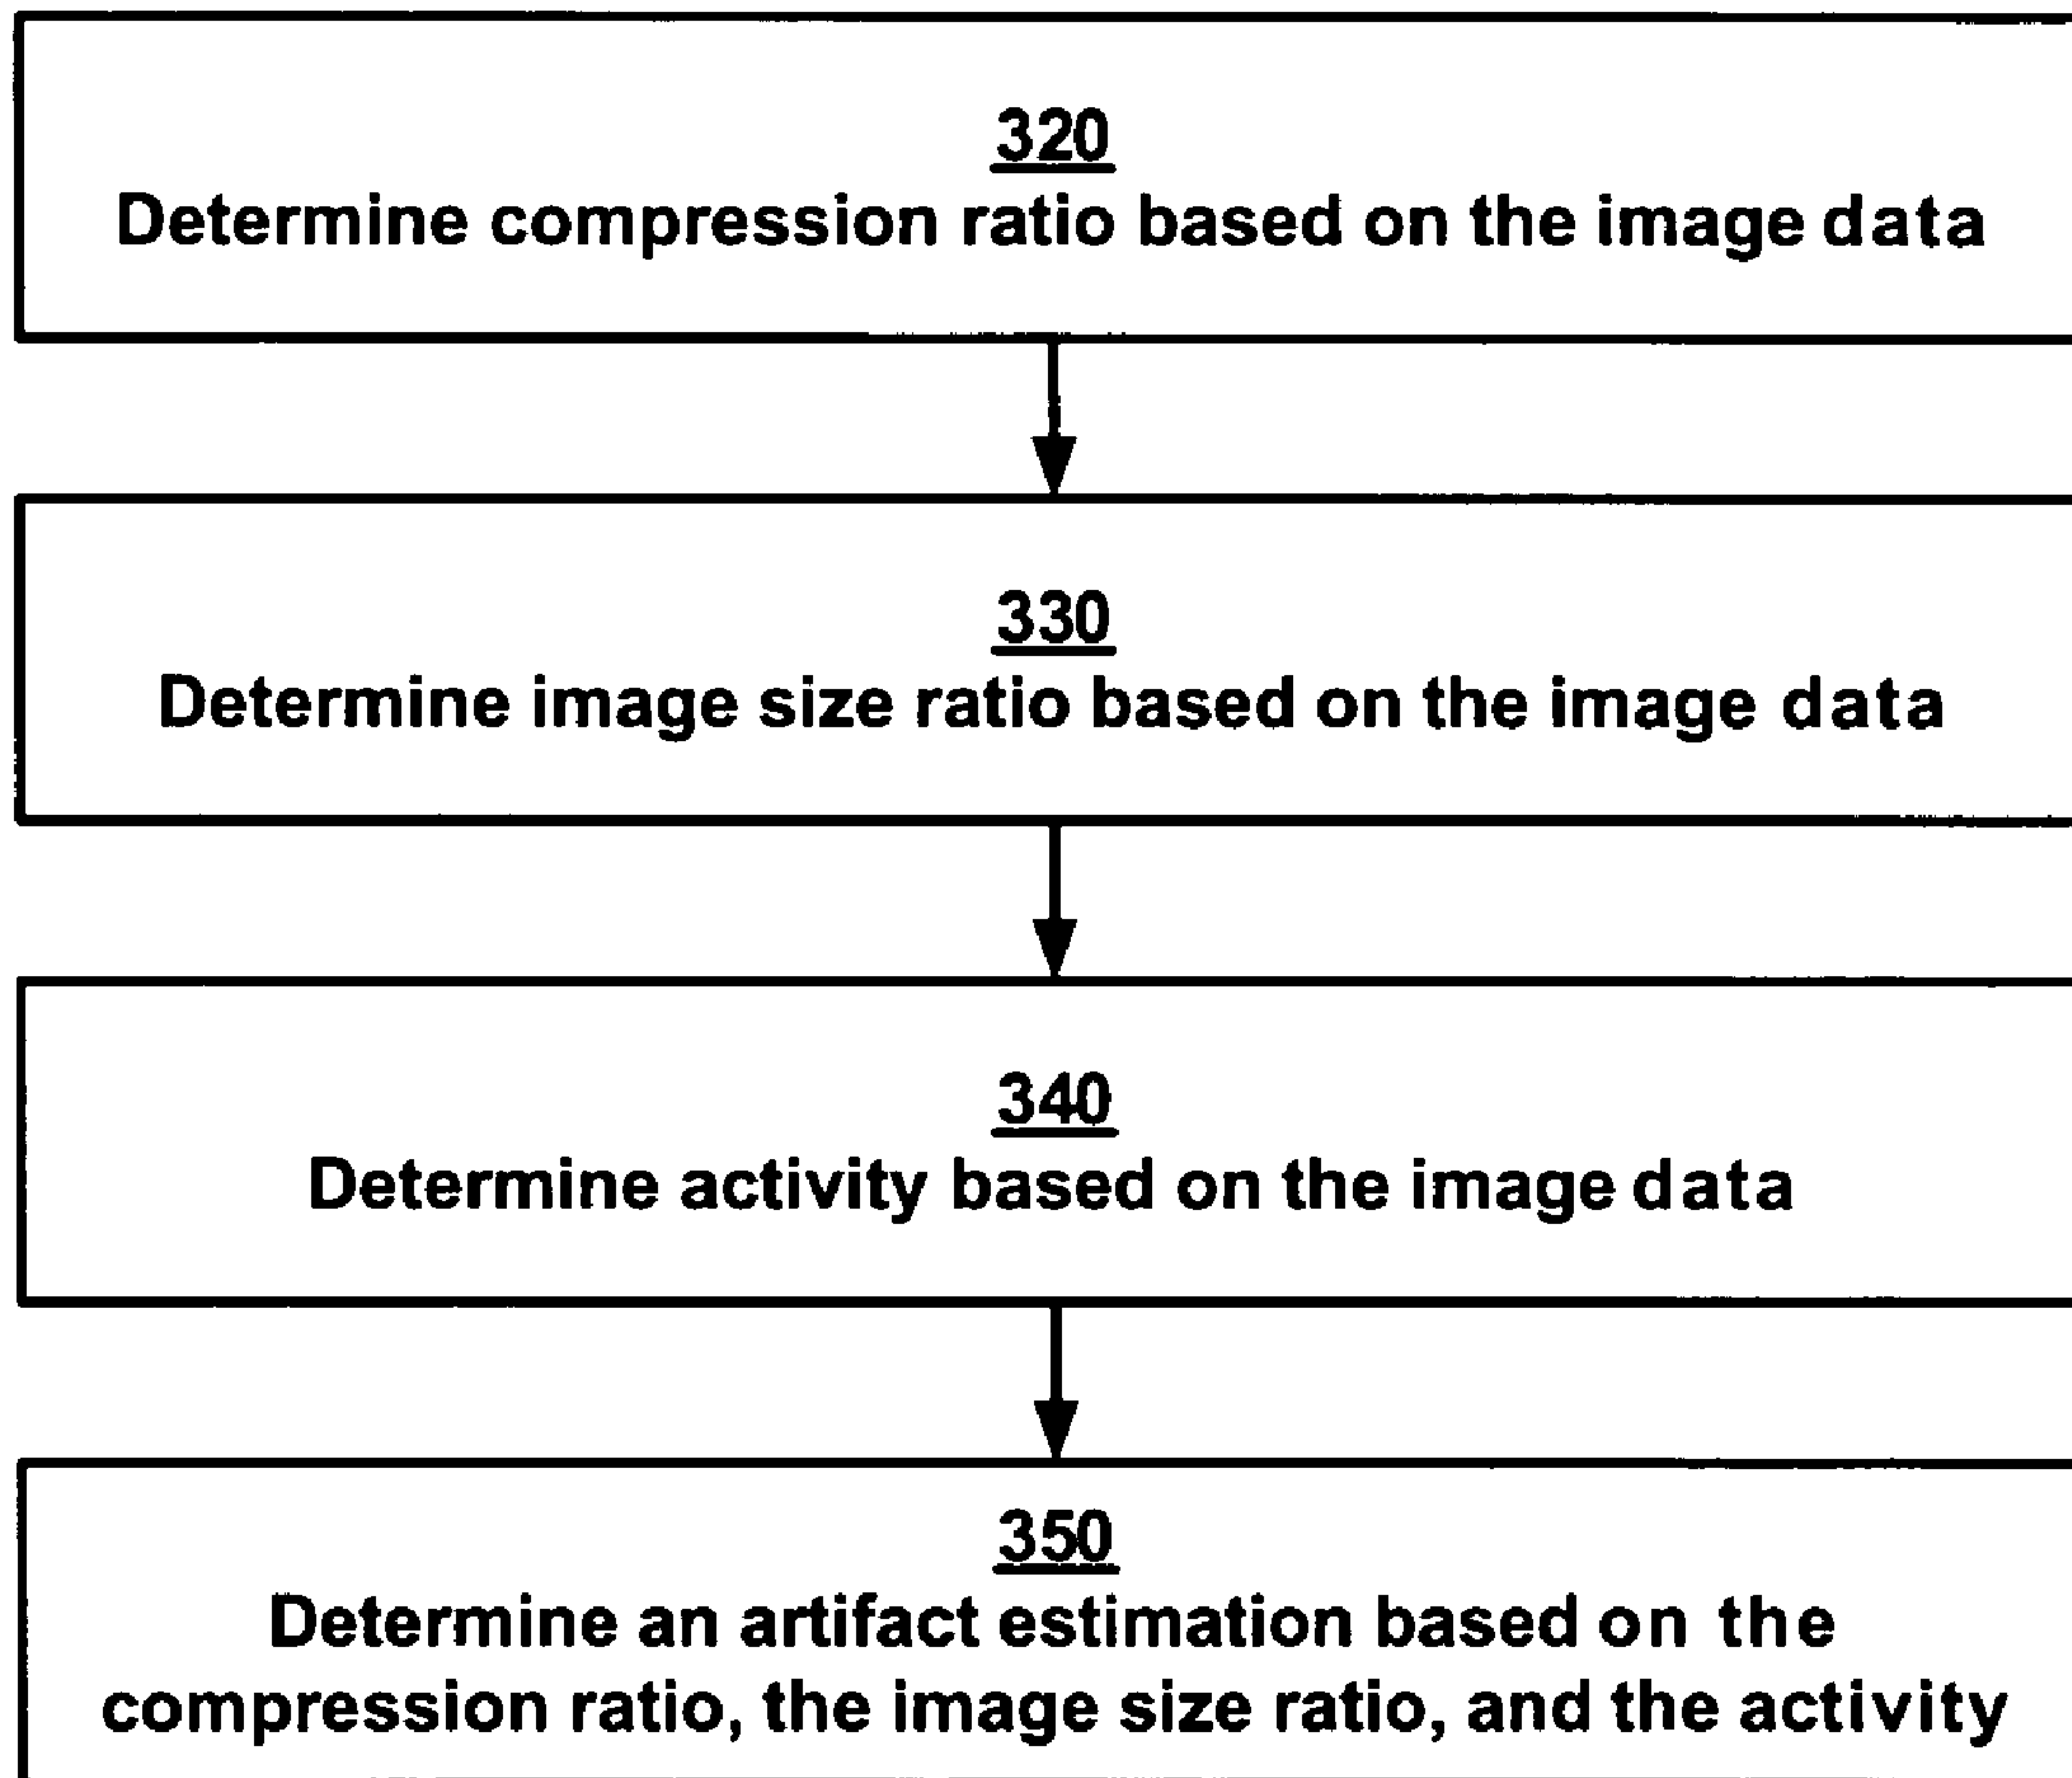 320
Determine compression ratio based on the image data
330
Determine image size ratio based on the image data
340
Determine activity based on the image data
350
Determine an artifact estimation based on the
compression ratio, the image size ratio, and the activity